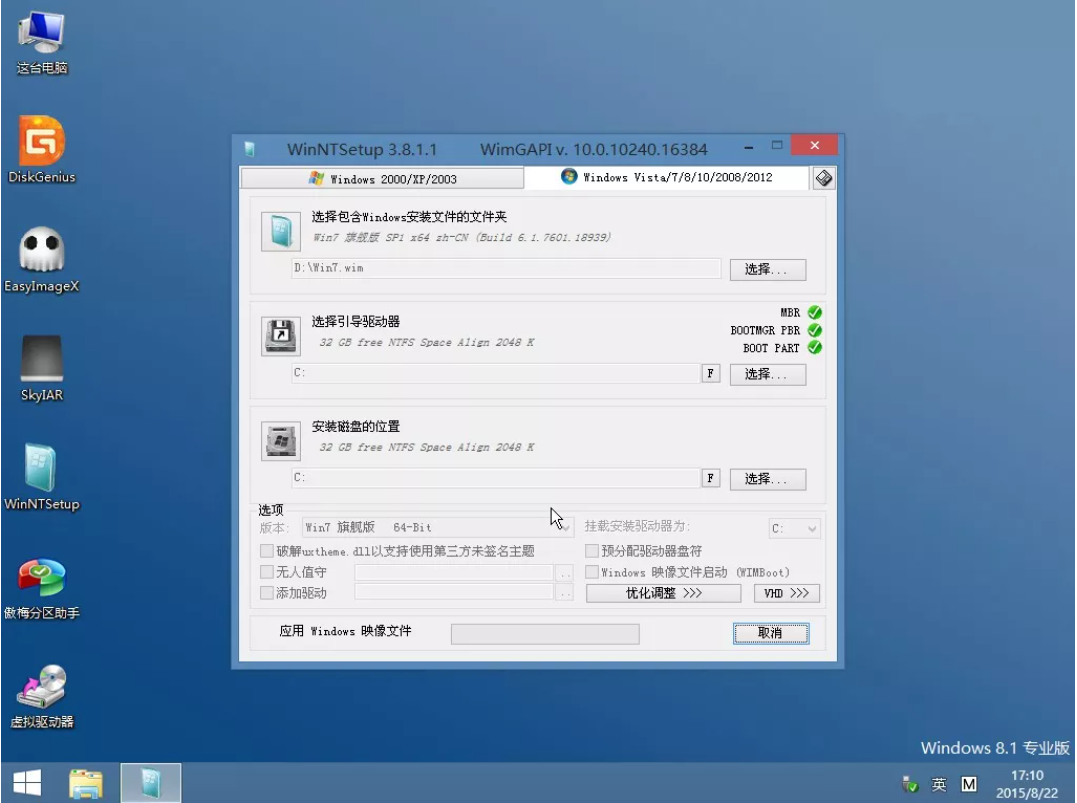 这台电脑
DiskGenius
EasyImageX
SkyIAR
WinNTSetup
傲梅分区助手
虚拟驱动器
WinNTSetup 3.8.1.1 WimGAPI v. 10.0.10240.16384
Windows 2000/XP/2003
Windows Vista/7/8/10/2008/2012
选择包含Windows安装文件的文件夹
Win7 旗舰版 SP1 x64 zh-CN (Build 6.1.7601.18939)
D:\Win7.wim
选择...
选择引导驱动器
32 GB free NTFS Space Align 2048 K
MBR
BOOTMGR PBR
BOOT PART
C:
F
选择...
安装磁盘的位置
32 GB free NTFS Space Align 2048 K
C:
F
选择...
选项
版本: Win7 旗舰版 64-Bit
挂载安装驱动器为: C:
破解uxtheme.dll以支持使用第三方未签名主题
预分配驱动器盘符
无人值守 ..
Windows 映像文件启动 (WIMBoot)
添加驱动 ..
优化调整 >>>
VHD >>>
应用 Windows 映像文件
取消
Windows 8.1 专业版
英
M
17:10
2015/8/22